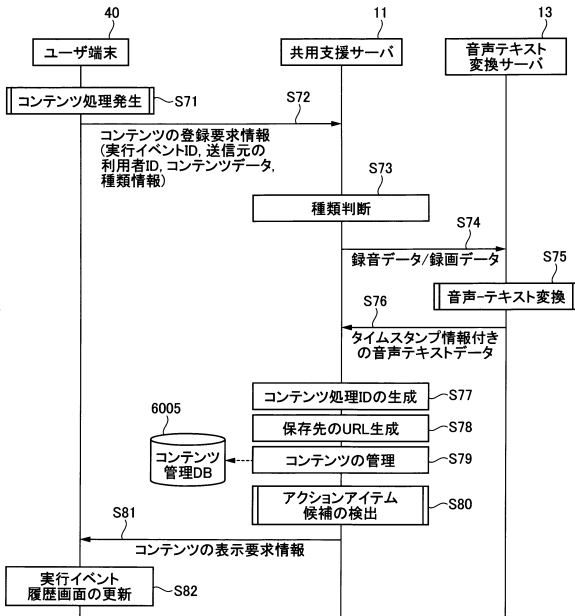 40
11
13
ユーザ端末
共用支援サーバ
音声テキスト
変換サーバ
コンテンツ処理発生
S71
S72
コンテンツの登録要求情報
(実行イベントID, 送信元の
利用者ID, コンテンツデータ,
種類情報)
S73
種類判断
S74
録音データ/録画データ
S75
音声-テキスト変換
S76
タイムスタンプ情報付き
の音声テキストデータ
コンテンツ処理IDの生成
S77
6005
保存先のURL生成
S78
コンテンツ
管理DB
コンテンツの管理
S79
アクションアイテム
候補の検出
S80
S81
コンテンツの表示要求情報
実行イベント
履歴画面の更新
S82